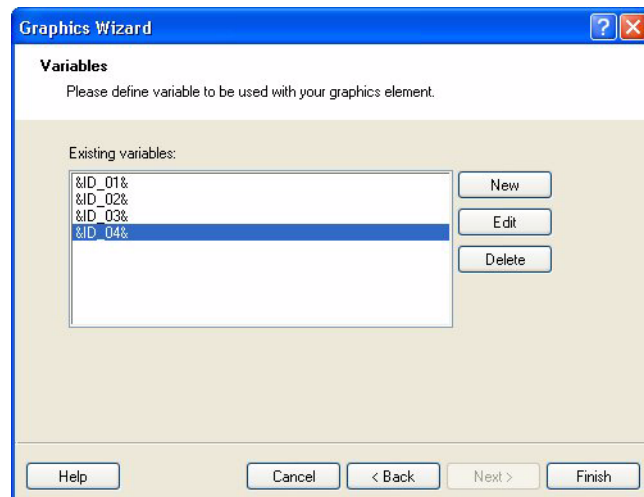 Graphics Wizard
Variables
Please define variable to be used with your graphics element.
Existing variables:
&ID_01&
&ID_02&
&ID_03&
&ID_04&
New
Edit
Delete
Help
Cancel
< Back
Next >
Finish